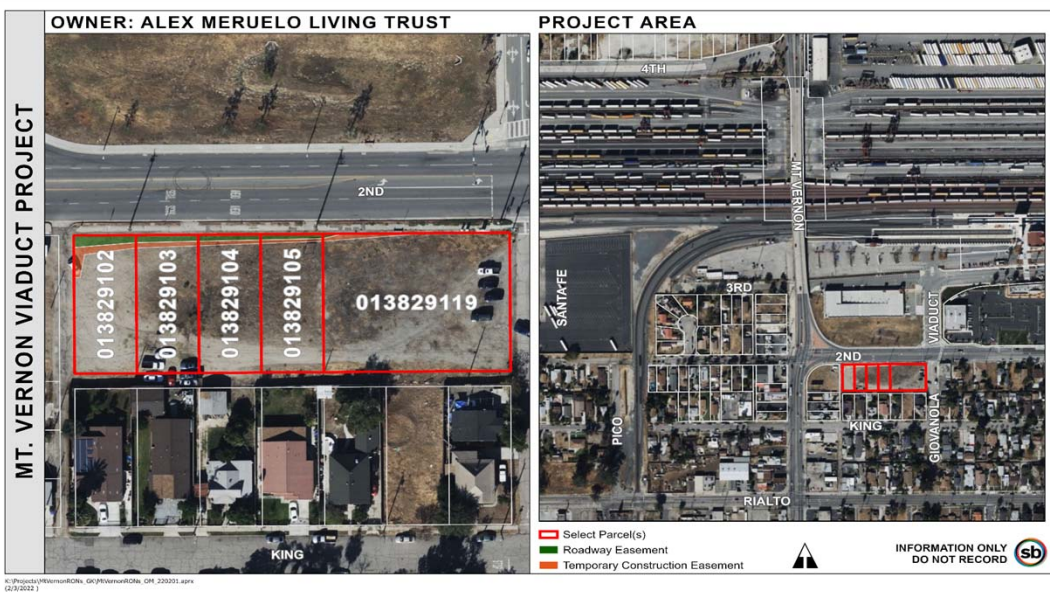 MT. VERNON VIADUCT PROJECT
OWNER: ALEX MERUELO LIVING TRUST
2ND
013829102
013829103
013829104
013829105
013829119
KING
PROJECT AREA
4TH
MT VERNON
SANTA FE
3RD
VIADUCT
2ND
PICO
KING
GIOVANOLA
RIALTO
Select Parcel(s)
Roadway Easement
Temporary Construction Easement
INFORMATION ONLY
DO NOT RECORD
sb
K:\Projects\MtVernonRONs_GK\MtVernonRONs_OM_220201.aprx
(2/3/2022 )